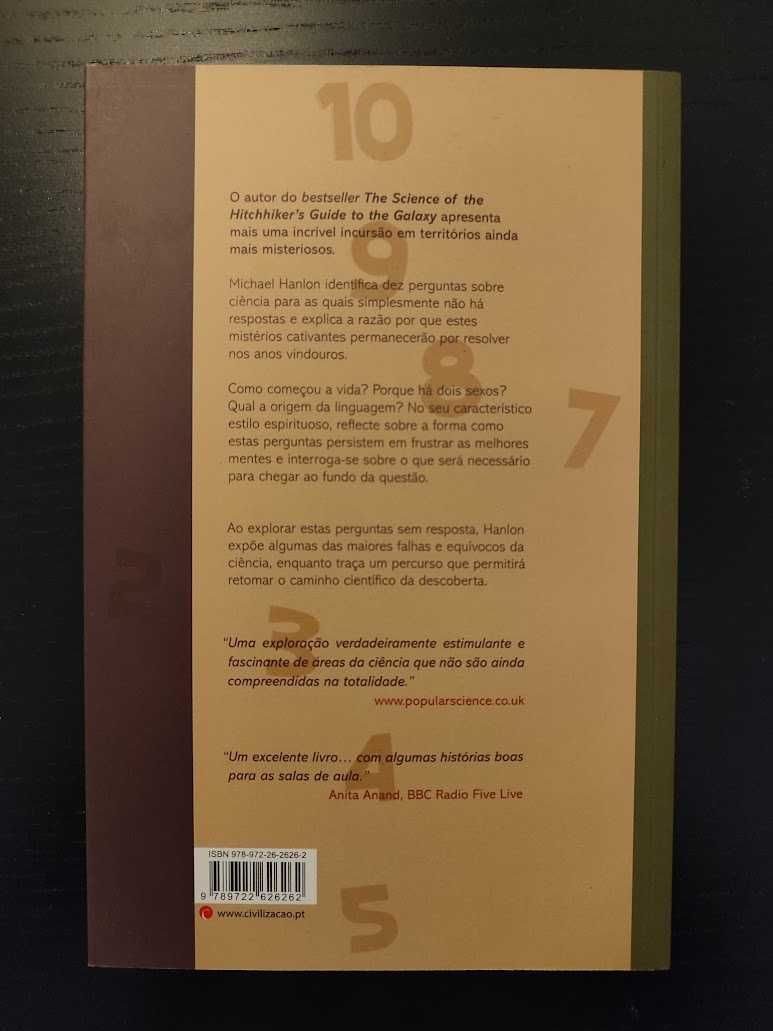 10
O autor do bestseller The Science of the
Hitchhiker's Guide to the Galaxy apresenta
mais uma incrível incursão em territórios ainda
mais misteriosos.
9
Michael Hanlon identifica dez perguntas sobre
ciência para as quais simplesmente não há
respostas e explica a razão por que estes
mistérios cativantes permanecerão por resolver
nos anos vindouros.
8
Como começou a vida? Porque há dois sexos?
Qual a origem da linguagem? No seu característico
estilo espirituoso, reflecte sobre a forma como
estas perguntas persistem em frustrar as melhores
mentes e interroga-se sobre o que será necessário
para chegar ao fundo da questão.
7
Ao explorar estas perguntas sem resposta, Hanlon
expõe algumas das maiores falhas e equívocos da
ciência, enquanto traça um percurso que permitirá
retomar o caminho científico da descoberta.
2
3
"Uma exploração verdadeiramente estimulante e
fascinante de áreas da ciência que não são ainda
compreendidas na totalidade."
www.popularscience.co.uk
4
"Um excelente livro... com algumas histórias boas
para as salas de aula."
Anita Anand, BBC Radio Five Live
ISBN 978-972-26-2626-2
9 789722 626262
www.civilizacao.pt
5